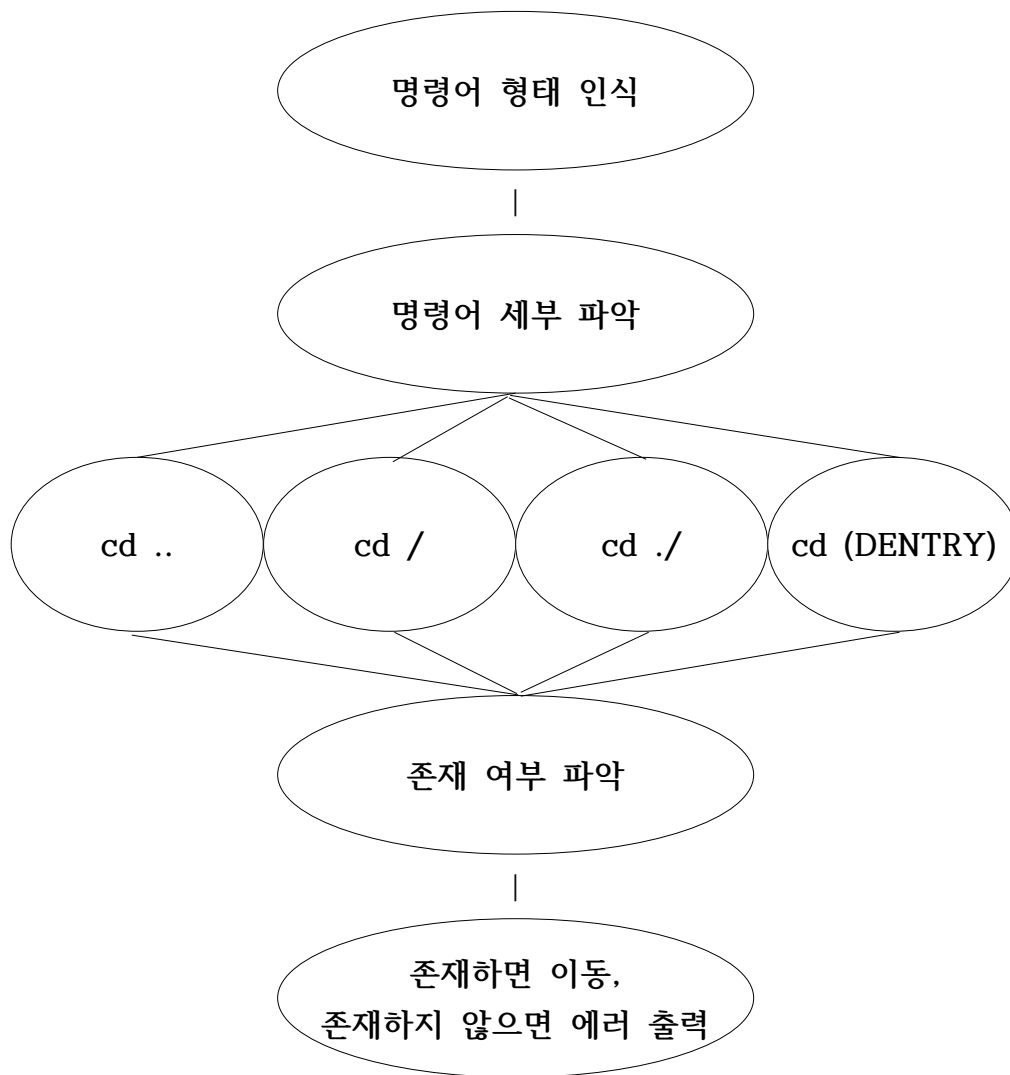 명령어 형태 인식
명령어 세부 파악
cd ..
cd /
cd ./
cd (DENTRY)
존재 여부 파악
존재하면 이동,
존재하지 않으면 에러 출력